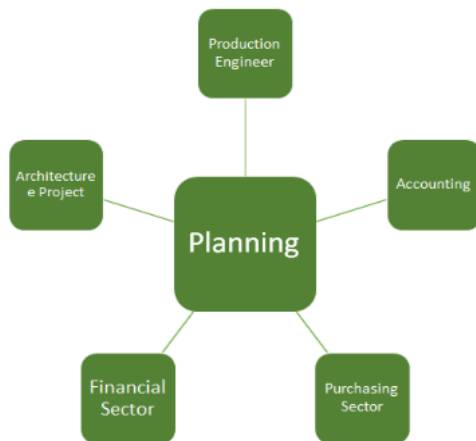 Production
Engineer
Architecture
e Project
Accounting
Planning
Financial
Sector
Purchasing
Sector